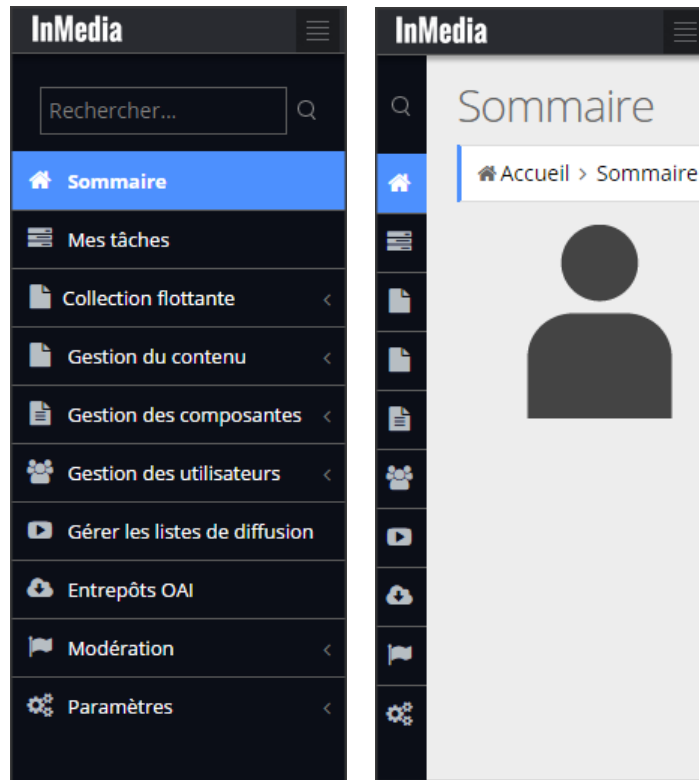 InMedia
Rechercher...
Sommaire
Mes tâches
Collection flottante
Gestion du contenu
Gestion des composantes
Gestion des utilisateurs
Gérer les listes de diffusion
Entrepôts OAI
Modération
Paramètres
InMedia
Sommaire
Accueil > Sommaire